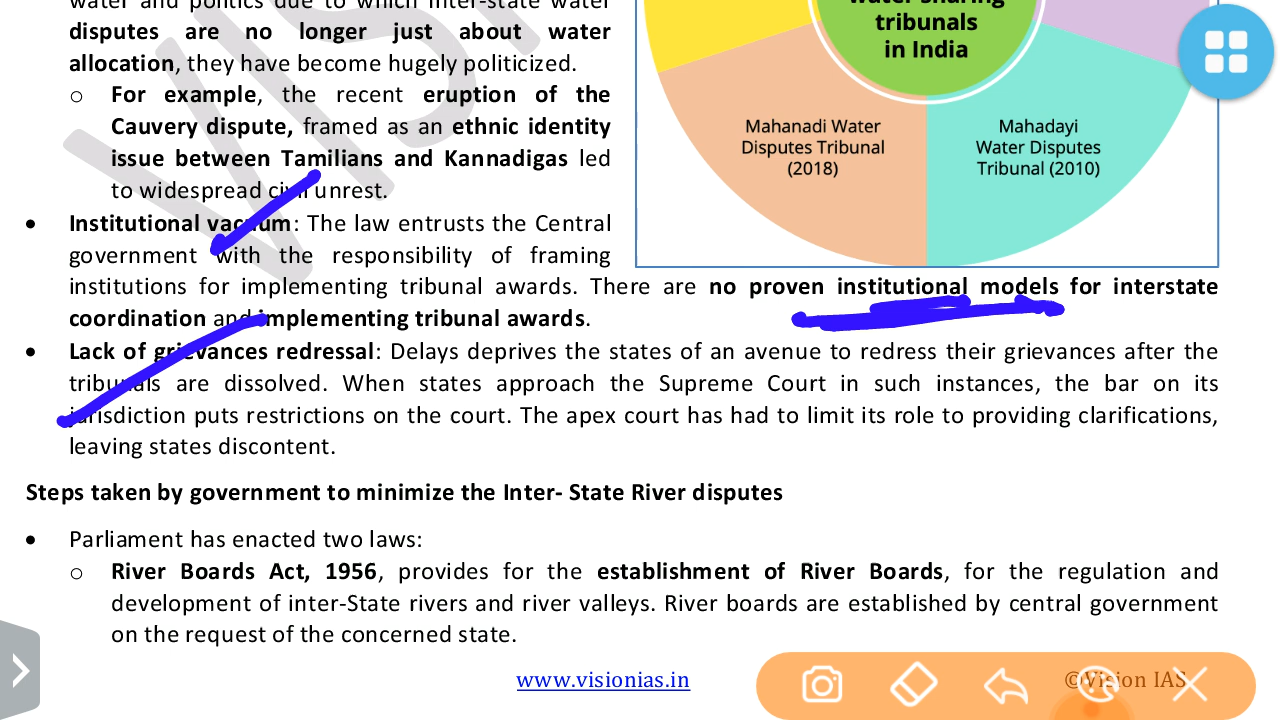 water and politics due to which inter-state water
disputes are no longer just about water
allocation, they have become hugely politicized.
o For example, the recent eruption of the
Cauvery dispute, framed as an ethnic identity
issue between Tamilians and Kannadigas led
to widespread civil unrest.
• Institutional vacuum: The law entrusts the Central
government with the responsibility of framing
institutions for implementing tribunal awards. There are no proven institutional models for interstate
coordination and implementing tribunal awards.
• Lack of grievances redressal: Delays deprives the states of an avenue to redress their grievances after the
tribunals are dissolved. When states approach the Supreme Court in such instances, the bar on its
jurisdiction puts restrictions on the court. The apex court has had to limit its role to providing clarifications,
leaving states discontent.
water sharing
tribunals
in India
Mahanadi Water
Disputes Tribunal
(2018)
Mahadayi
Water Disputes
Tribunal (2010)
Steps taken by government to minimize the Inter- State River disputes
• Parliament has enacted two laws:
o River Boards Act, 1956, provides for the establishment of River Boards, for the regulation and
development of inter-State rivers and river valleys. River boards are established by central government
on the request of the concerned state.
www.visionias.in
©Vision IAS